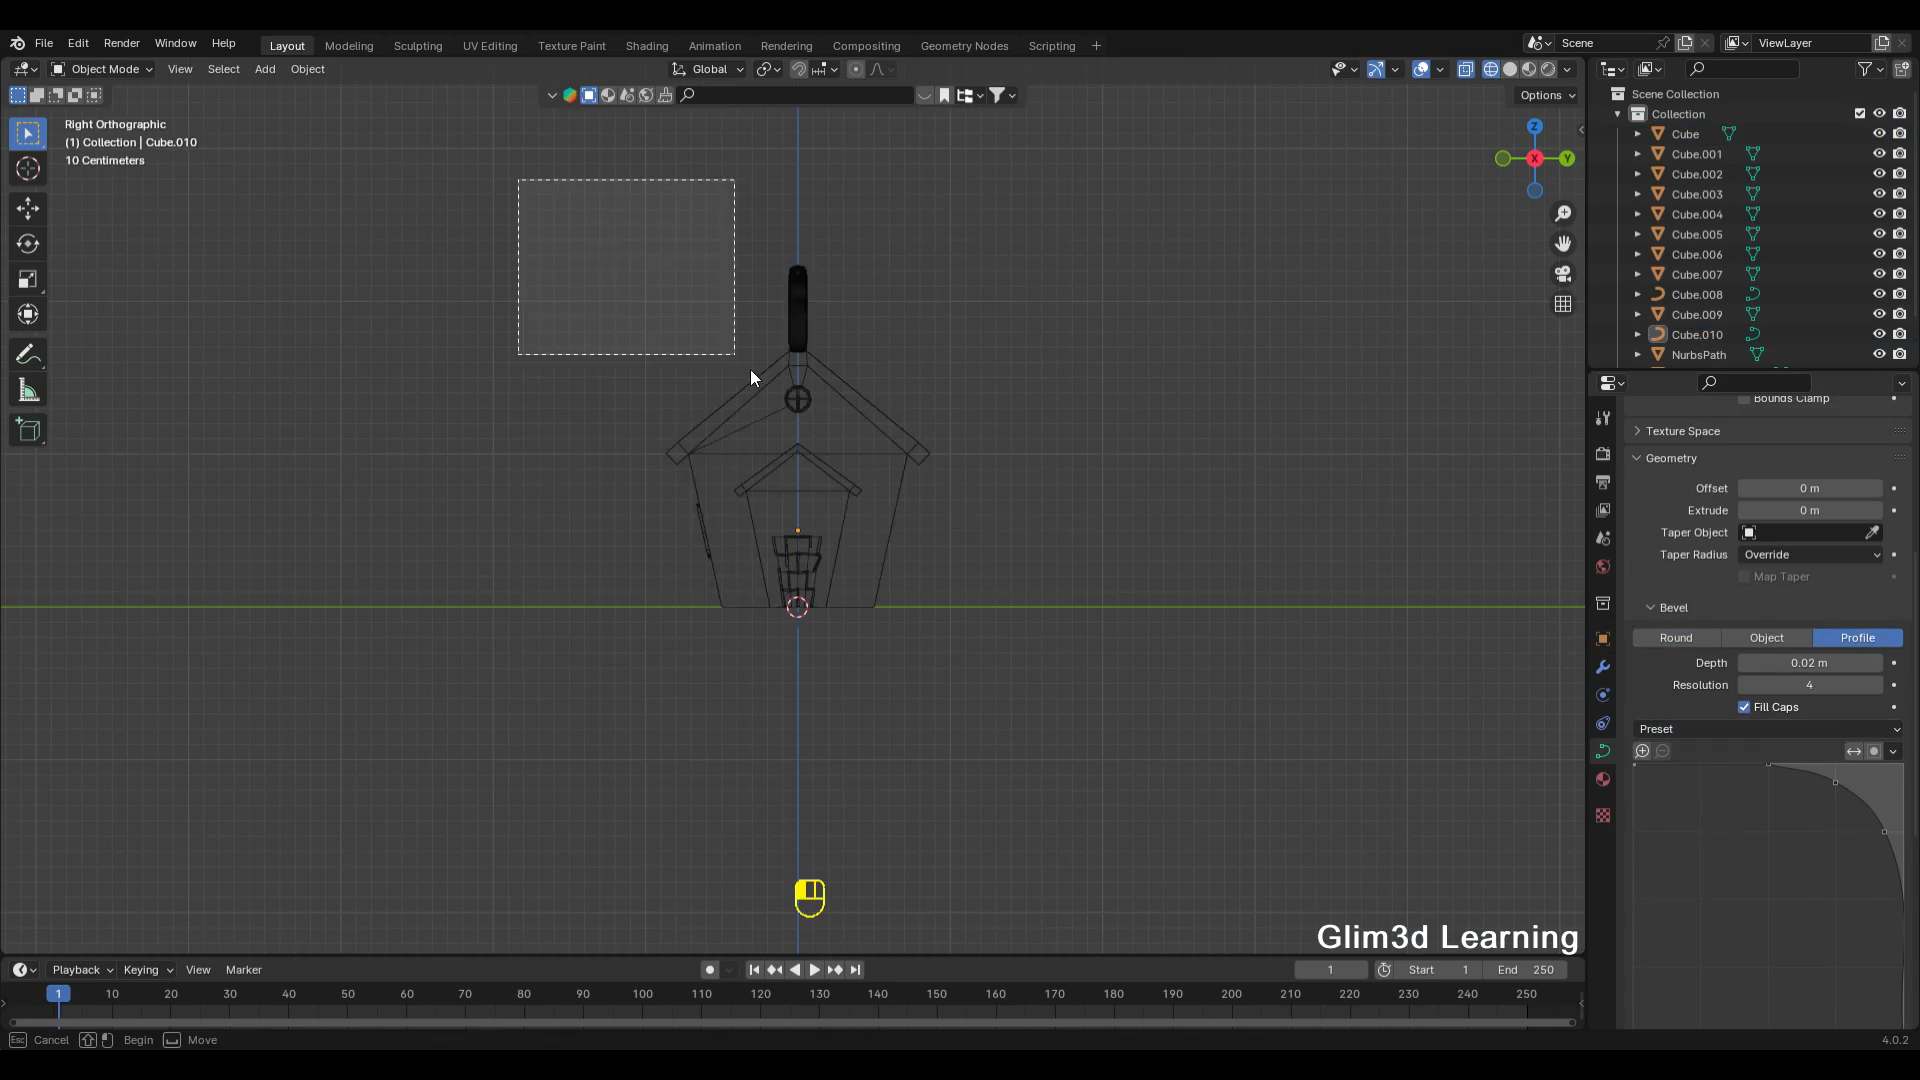 File Edit Render Window Help Layout Modeling Sculpting UV Editing Texture Paint Shading Animation Rendering Compositing Geometry Nodes Scripting + Scene ViewLayer
Object Mode View Select Add Object Global
Options
Right Orthographic
(1) Collection | Cube.010
10 Centimeters
Z
X
Y
Scene Collection
Collection
Cube
Cube.001
Cube.002
Cube.003
Cube.004
Cube.005
Cube.006
Cube.007
Cube.008
Cube.009
Cube.010
NurbsPath
Bounds Clamp
Texture Space
Geometry
Offset 0 m
Extrude 0 m
Taper Object
Taper Radius Override
Map Taper
Bevel
Round Object Profile
Depth 0.02 m
Resolution 4
Fill Caps
Preset
Glim3d Learning
Playback Keying View Marker 1 Start 1 End 250
1 10 20 30 40 50 60 70 80 90 100 110 120 130 140 150 160 170 180 190 200 210 220 230 240 250
Esc Cancel Begin Move 4.0.2